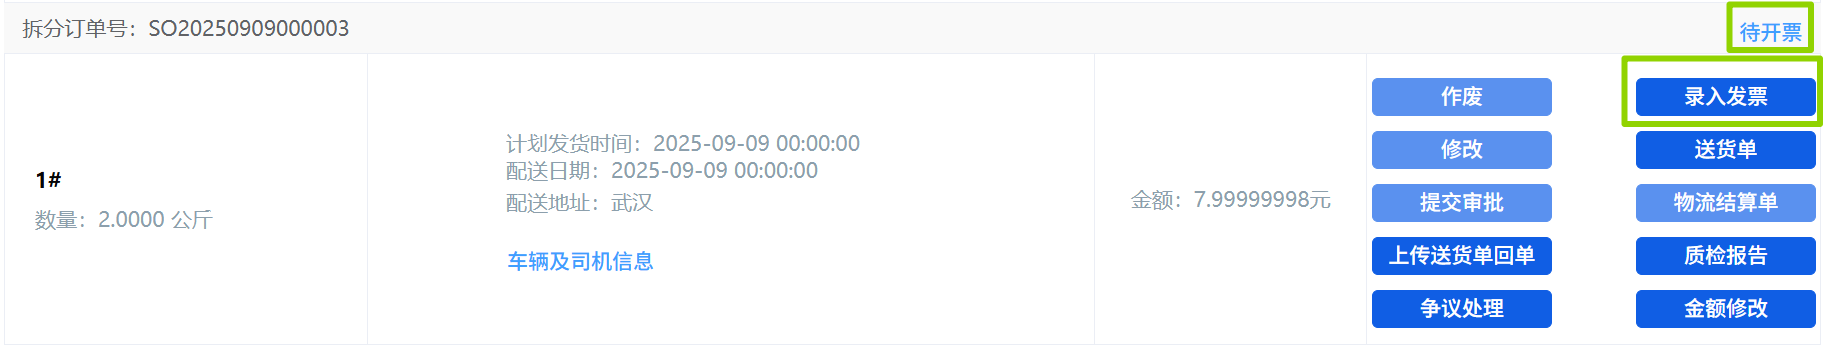 拆分订单号：SO20250909000003
待开票
1#
数量：2.0000 公斤
计划发货时间：2025-09-09 00:00:00
配送日期：2025-09-09 00:00:00
配送地址：武汉
车辆及司机信息
金额：7.99999998元
作废
录入发票
修改
送货单
提交审批
物流结算单
上传送货单回单
质检报告
争议处理
金额修改